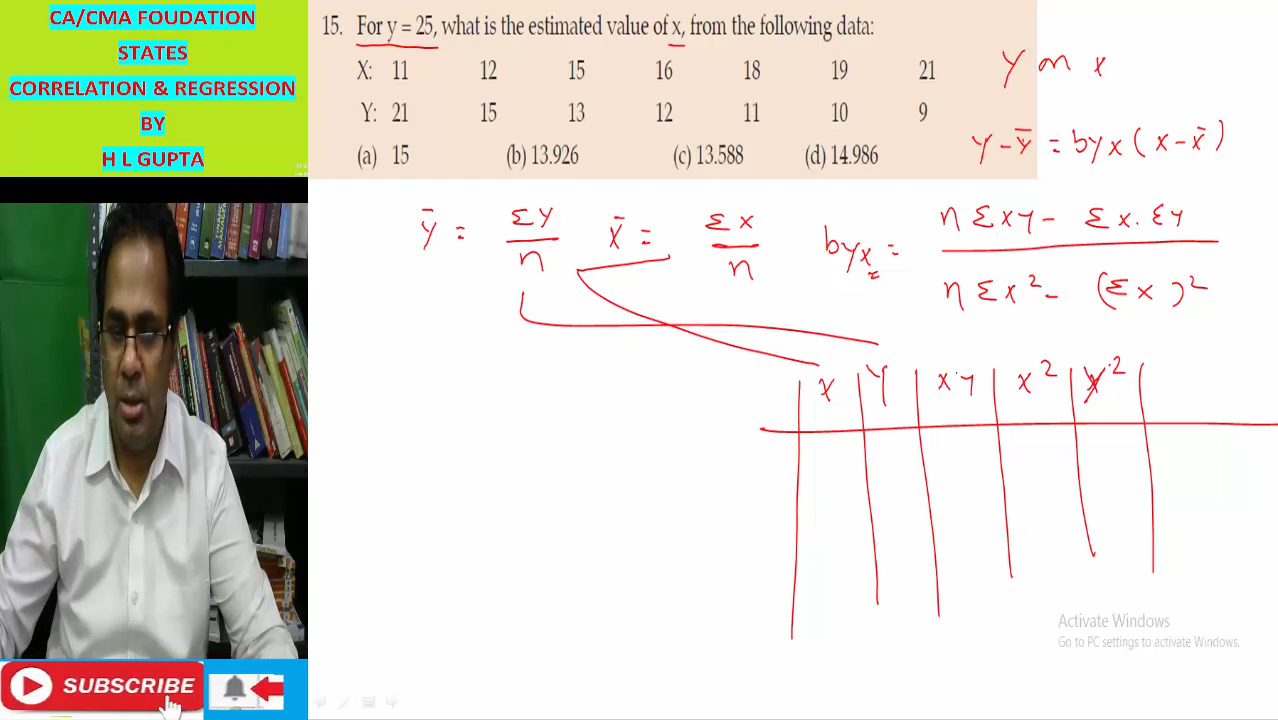 CA/CMA FOUDATION
STATES
CORRELATION & REGRESSION
BY
H L GUPTA
15. For y = 25, what is the estimated value of x, from the following data:
X: 11 12 15 16 18 19 21
Y: 21 15 13 12 11 10 9
(a) 15 (b) 13.926 (c) 13.588 (d) 14.986
Y on x
y - ȳ = byx (x - x̄)
ȳ = Σy/n x̄ = Σx/n byx = nΣxy - Σx.Σy / nΣx² - (Σx)²
x y xy x²
Activate Windows
Go to PC settings to activate Windows.
SUBSCRIBE